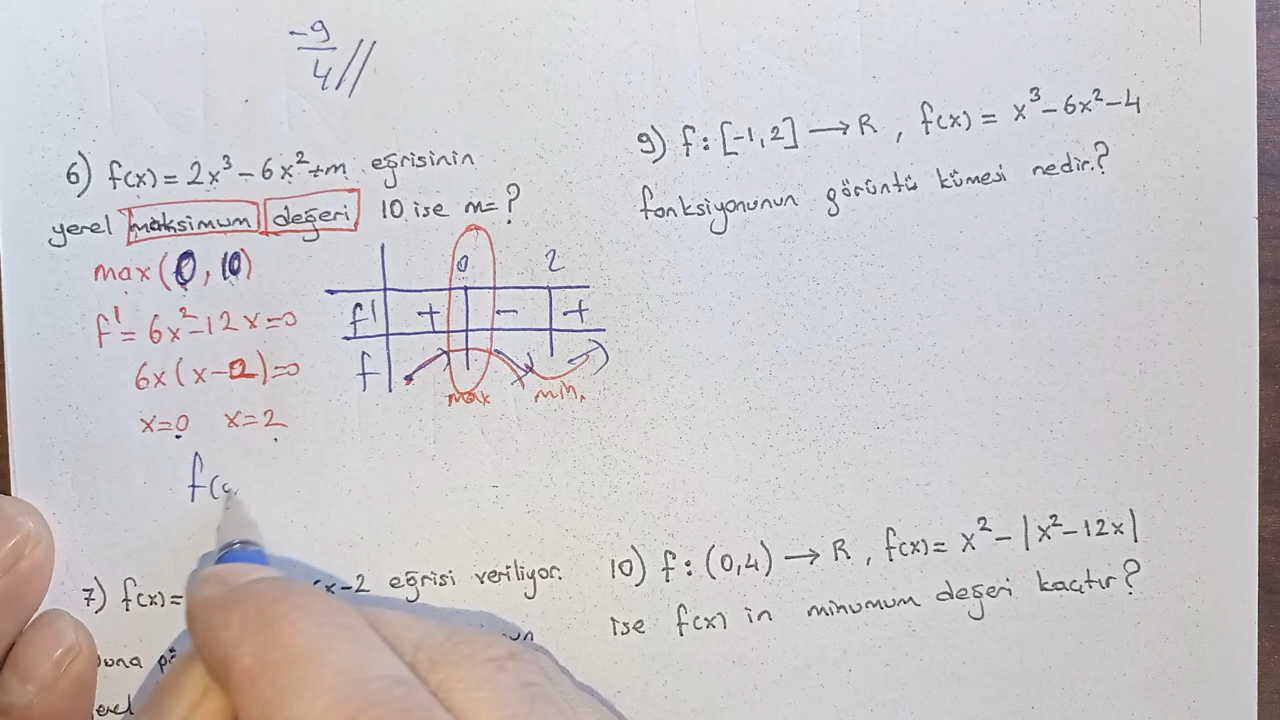 -9
4//
6) f(x) = 2x³ - 6x² + m eğrisinin
yerel maksimum değeri 10 ise m=?
max(0, 10)
f' = 6x² - 12x = 0
6x(x-2) = 0
x=0 x=2
0 2
f' + - +
f
max min.
f(
7) f(x)= x-2 eğrisi veriliyor.
9) f: [-1,2] → R , f(x) = x³ - 6x² - 4
fonksiyonunun görüntü kümesi nedir.?
10) f: (0,4) → R , f(x) = x² - |x² - 12x|
ise f(x) in minumum değeri kaçtır?